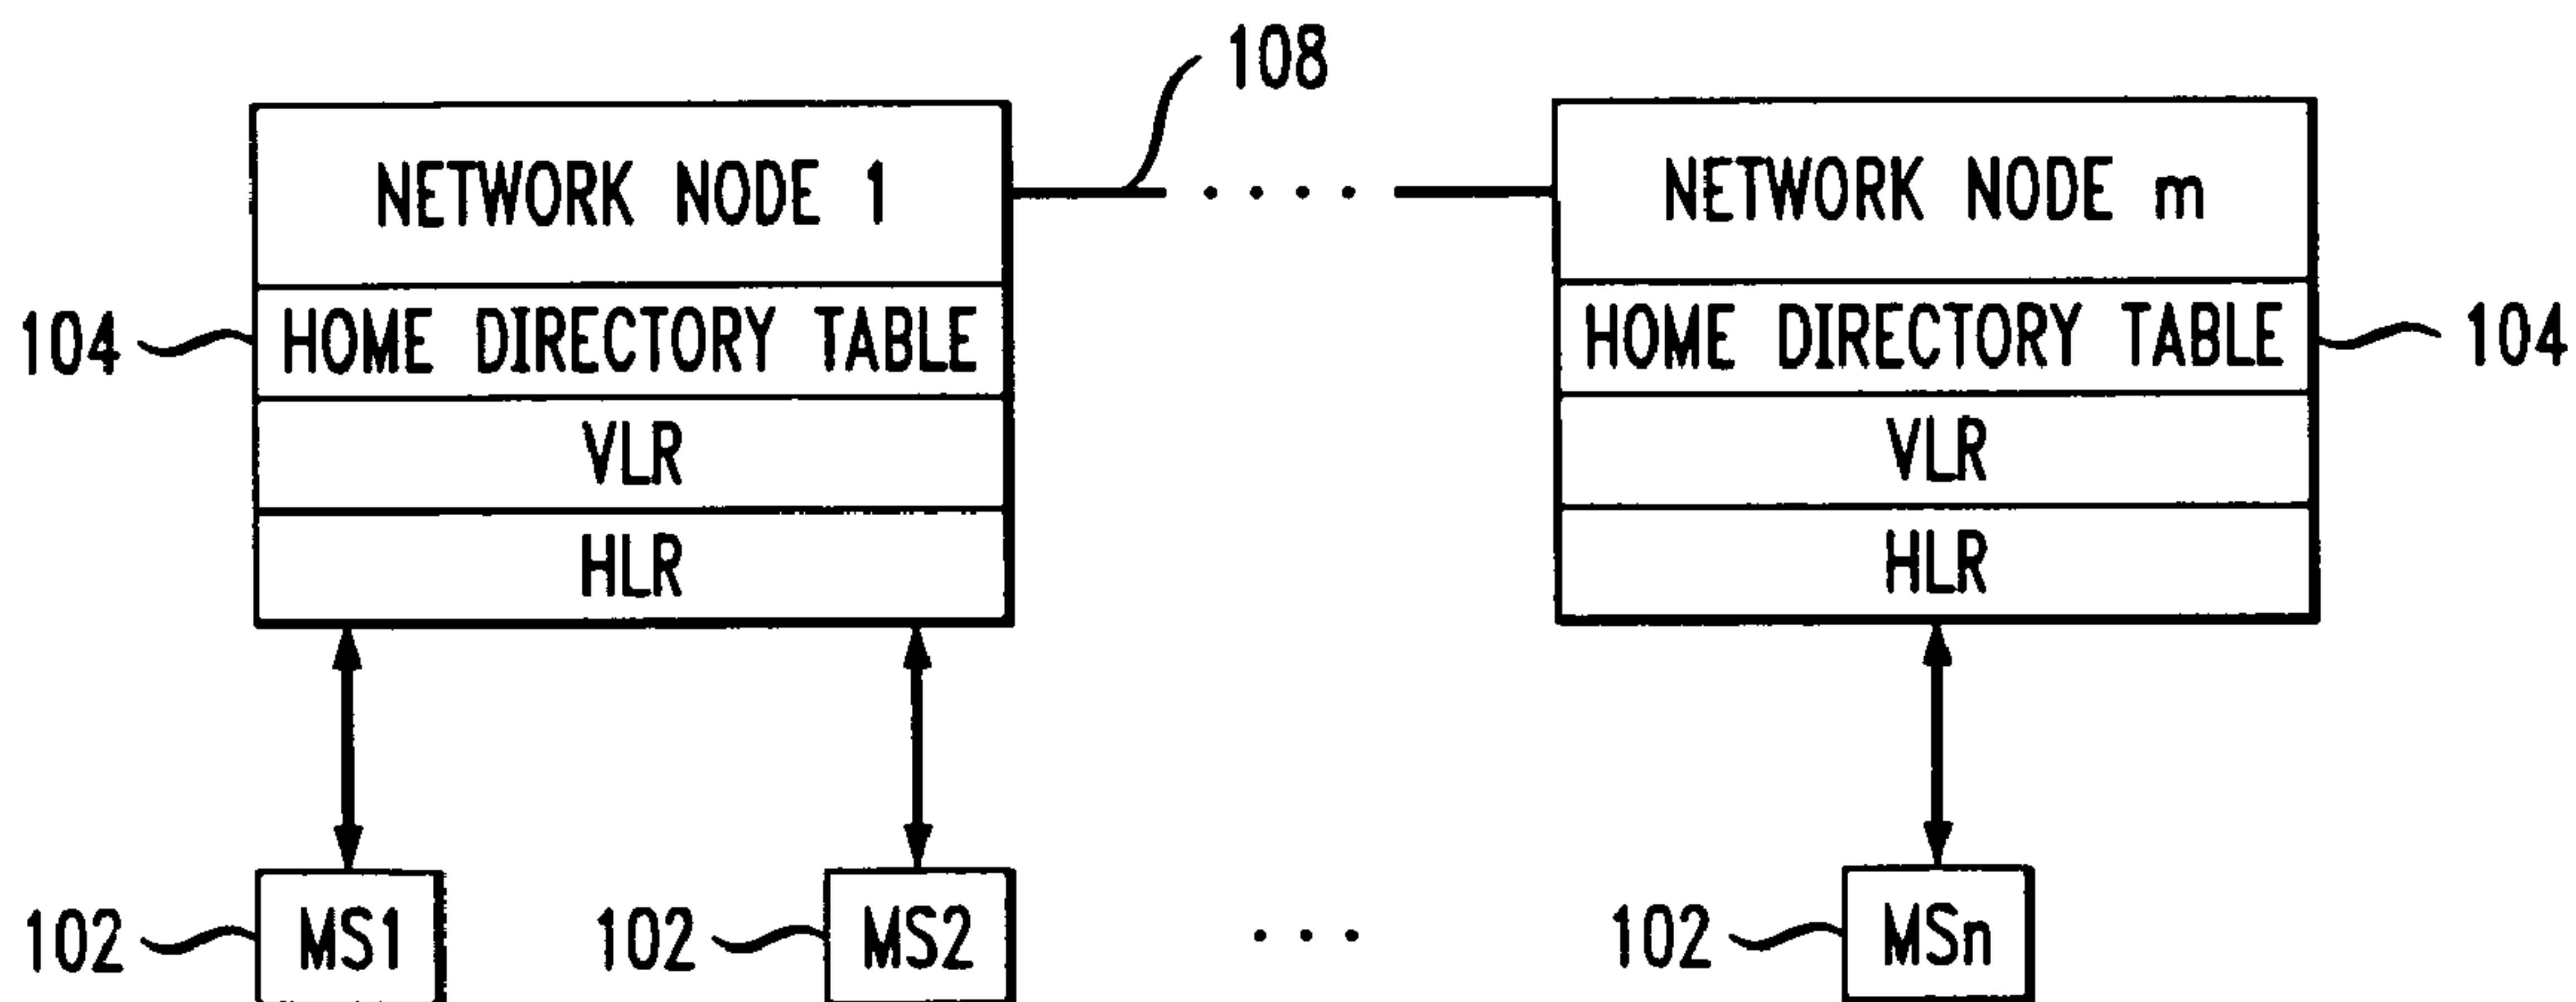 108
NETWORK NODE 1
NETWORK NODE m
104
HOME DIRECTORY TABLE
HOME DIRECTORY TABLE
104
VLR
VLR
HLR
HLR
102
MS1
102
MS2
. . .
102
MSn